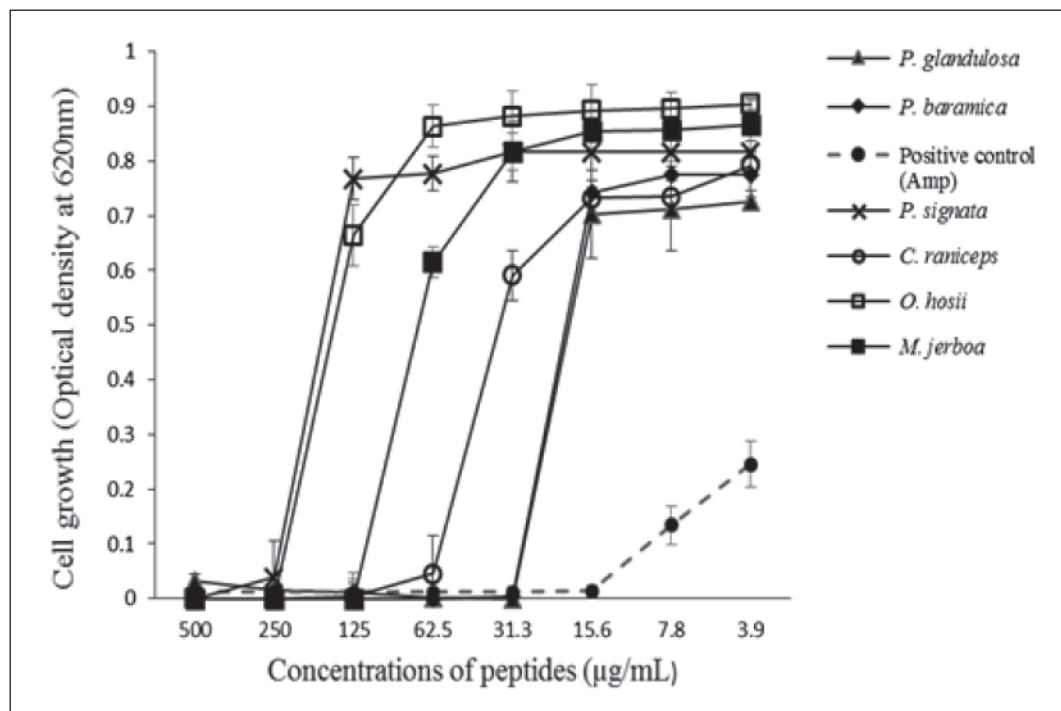 Cell growth (Optical density at 620nm)
1
0.9
0.8
0.7
0.6
0.5
0.4
0.3
0.2
0.1
0
500 250 125 62.5 31.3 15.6 7.8 3.9
Concentrations of peptides (µg/mL)
P. glandulosa
P. baramica
Positive control
(Amp)
P. signata
C. raniceps
O. hosii
M. jerboa